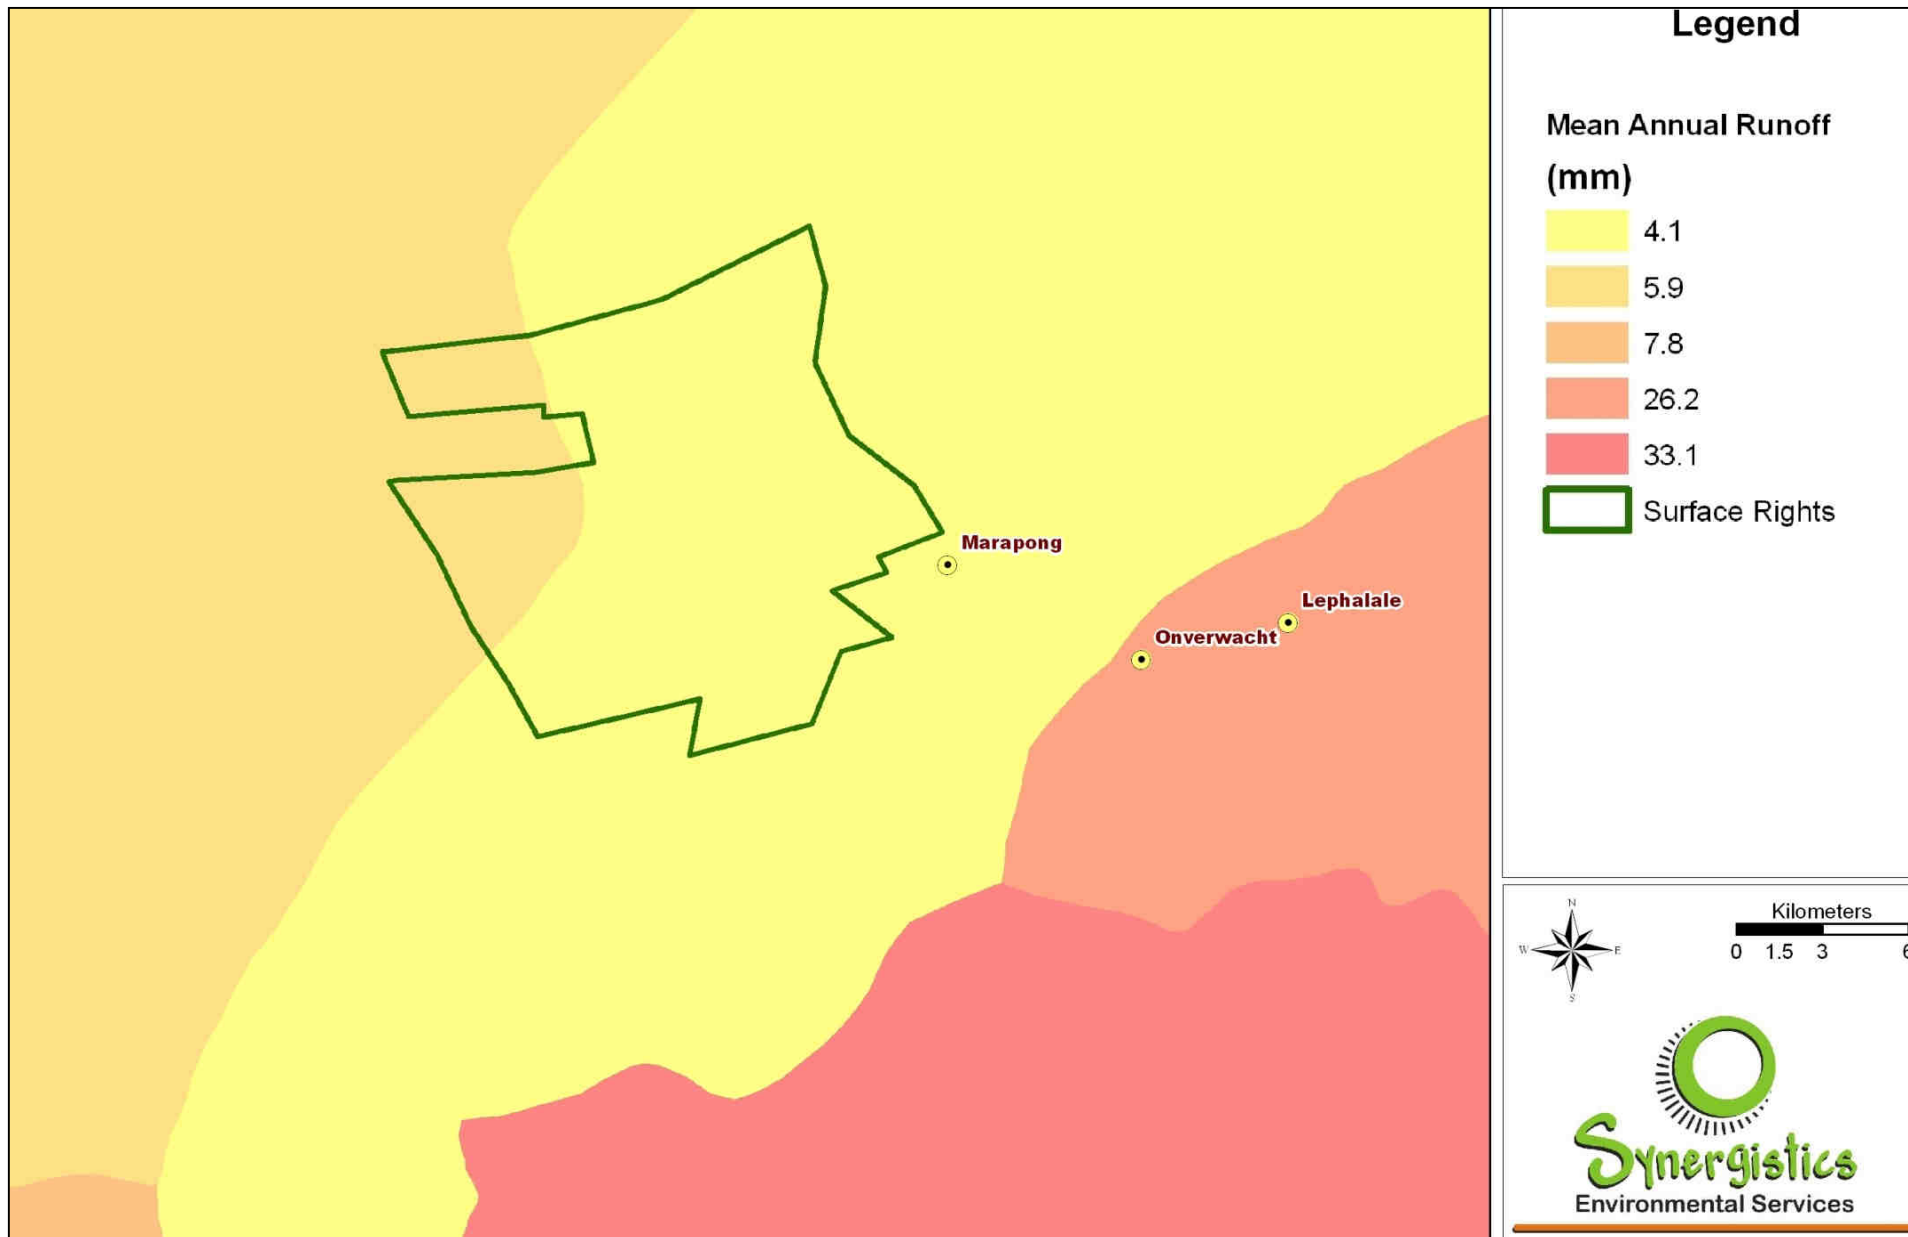 Legend
Mean Annual Runoff
(mm)
4.1
5.9
7.8
26.2
33.1
Surface Rights
Marapong
Lephalale
Onverwacht
N
W E
S
Kilometers
0 1.5 3 6
Synergistics
Environmental Services